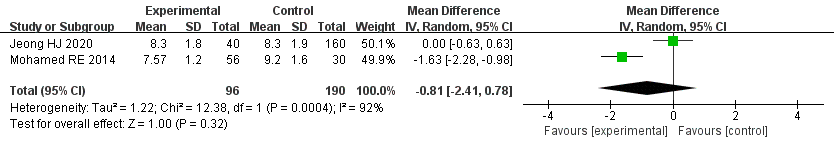 Experimental Control Mean Difference Mean Difference
Study or Subgroup Mean SD Total Mean SD Total Weight IV, Random, 95% CI IV, Random, 95% CI
Jeong HJ 2020 8.3 1.8 40 8.3 1.9 160 50.1% 0.00 [-0.63, 0.63]
Mohamed RE 2014 7.57 1.2 56 9.2 1.6 30 49.9% -1.63 [-2.28, -0.98]
Total (95% CI) 96 190 100.0% -0.81 [-2.41, 0.78]
Heterogeneity: Tau² = 1.22; Chi² = 12.38, df = 1 (P = 0.0004); I² = 92%
Test for overall effect: Z = 1.00 (P = 0.32)
-4 -2 0 2 4
Favours [experimental] Favours [control]